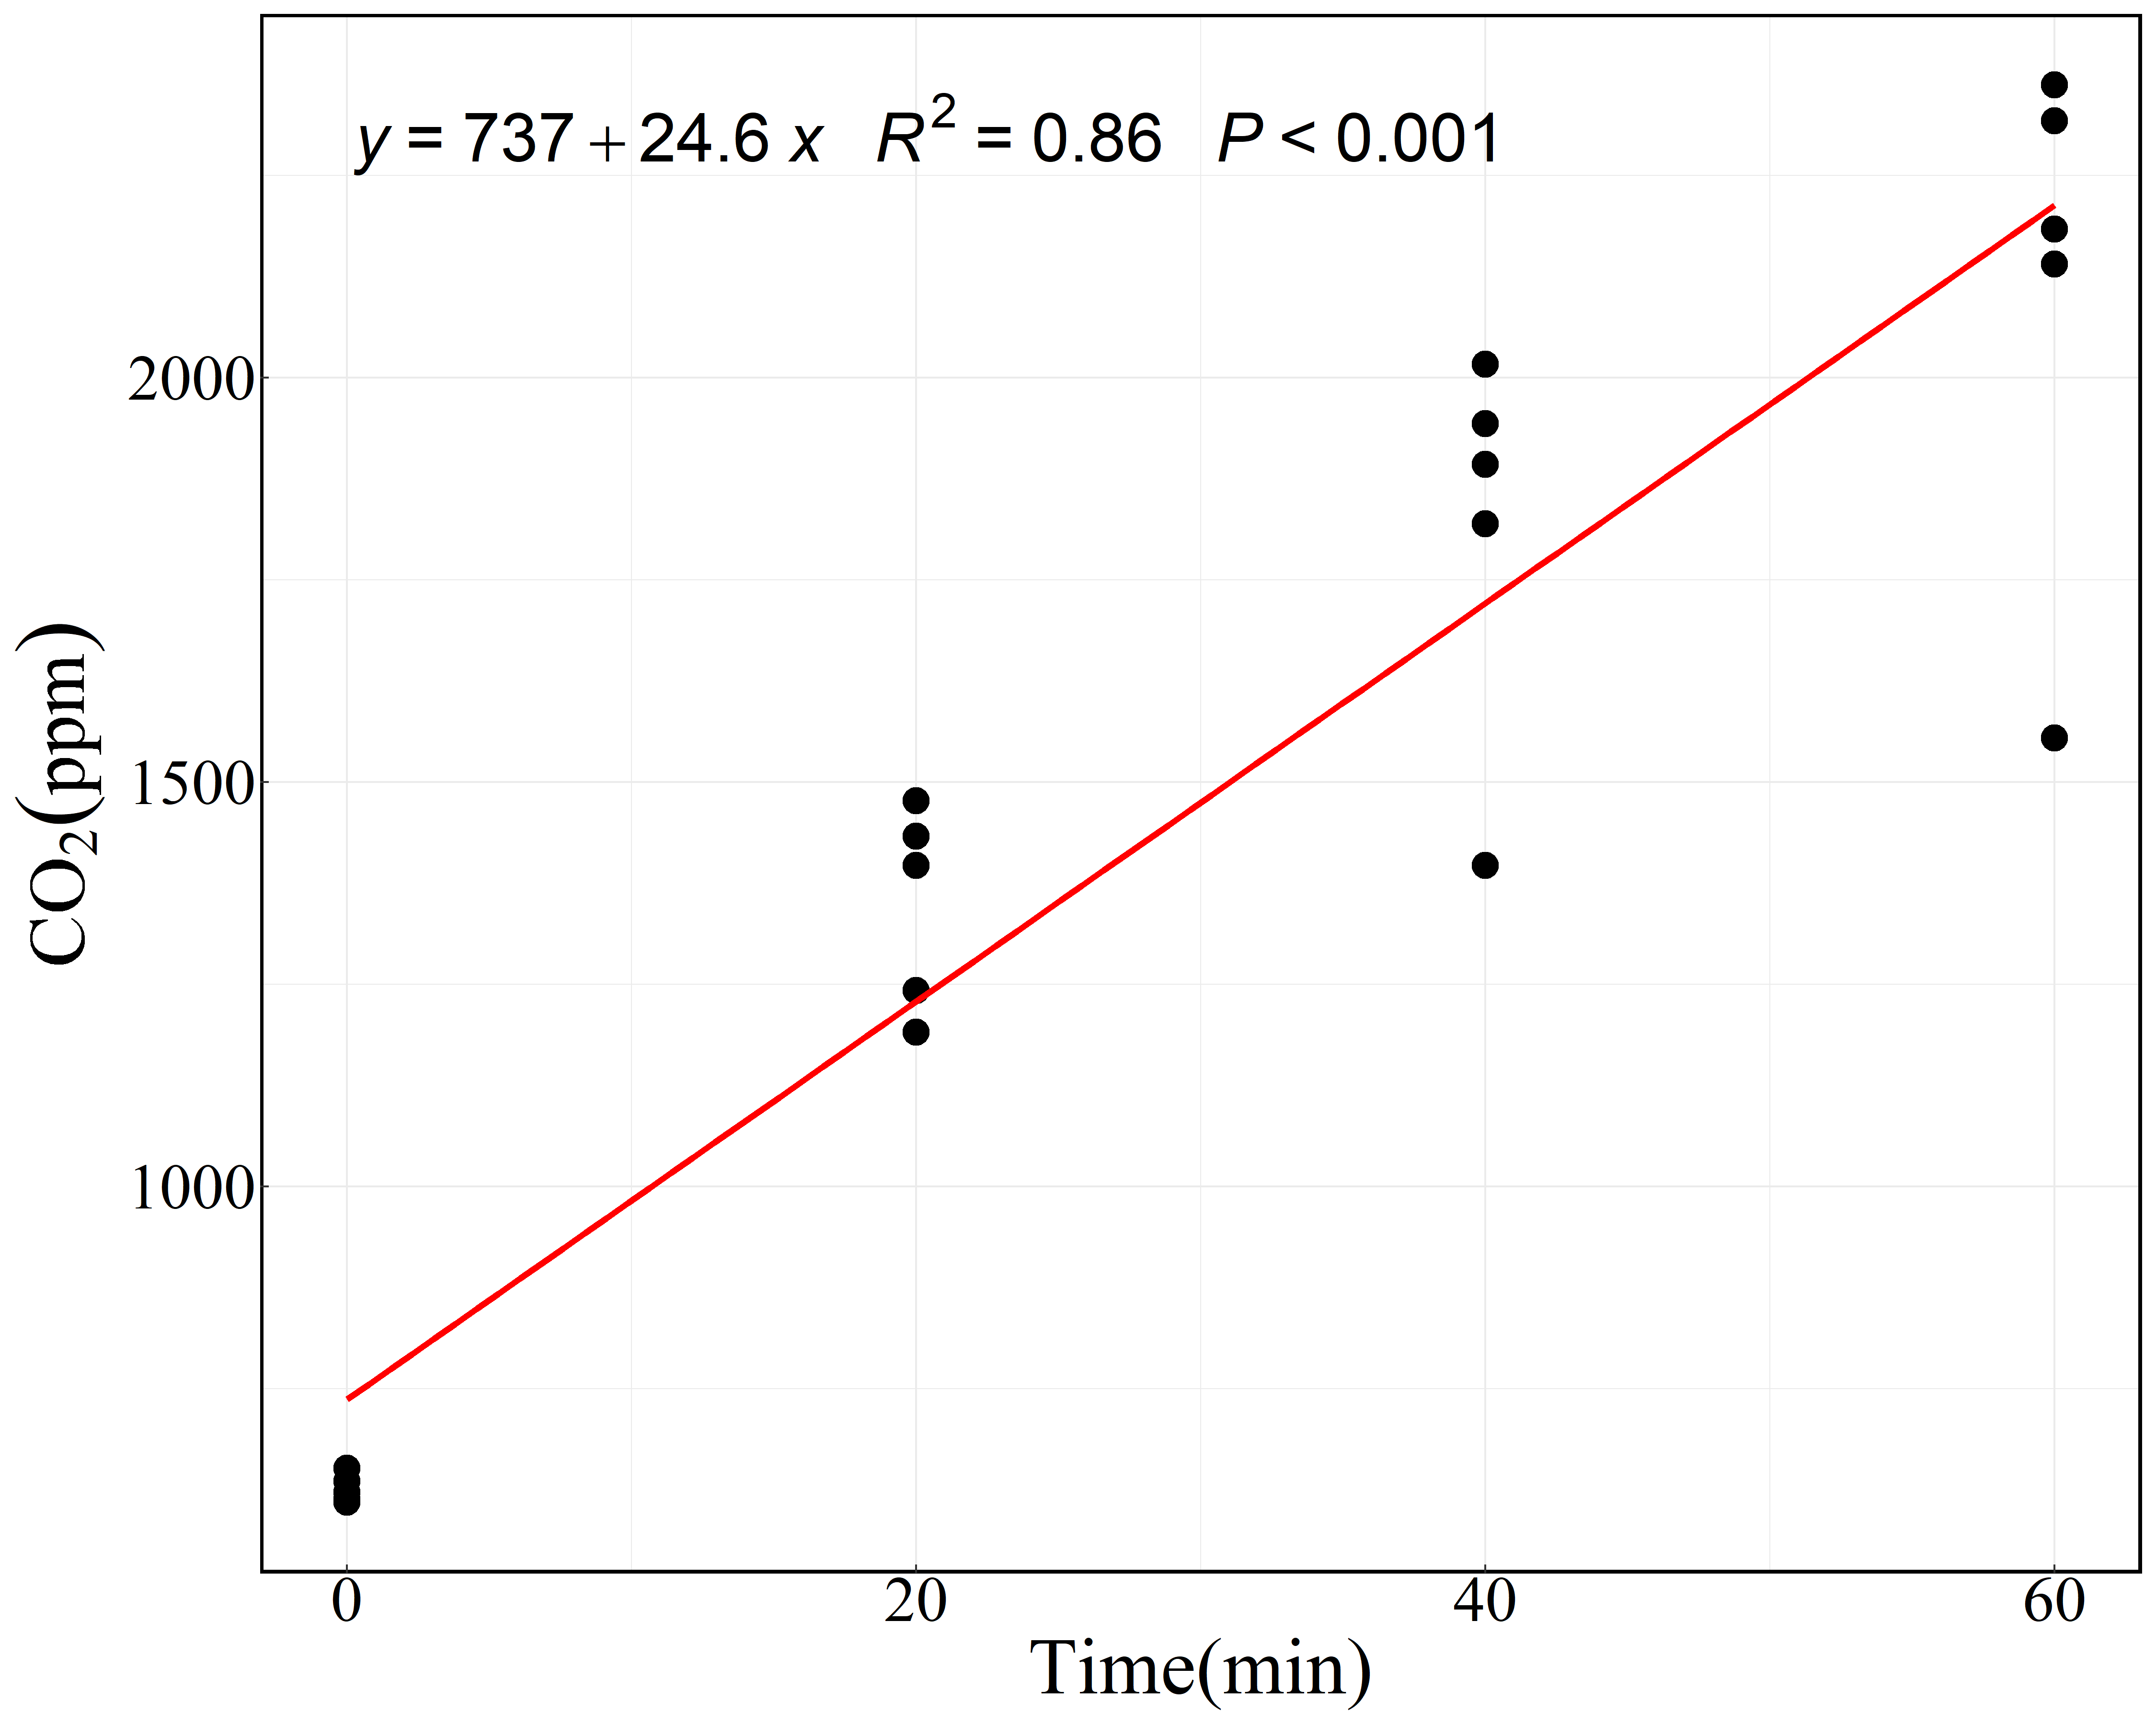 y = 737 + 24.6 x   R² = 0.86   P < 0.001
2000
1500
1000
CO₂(ppm)
0 20 40 60
Time(min)